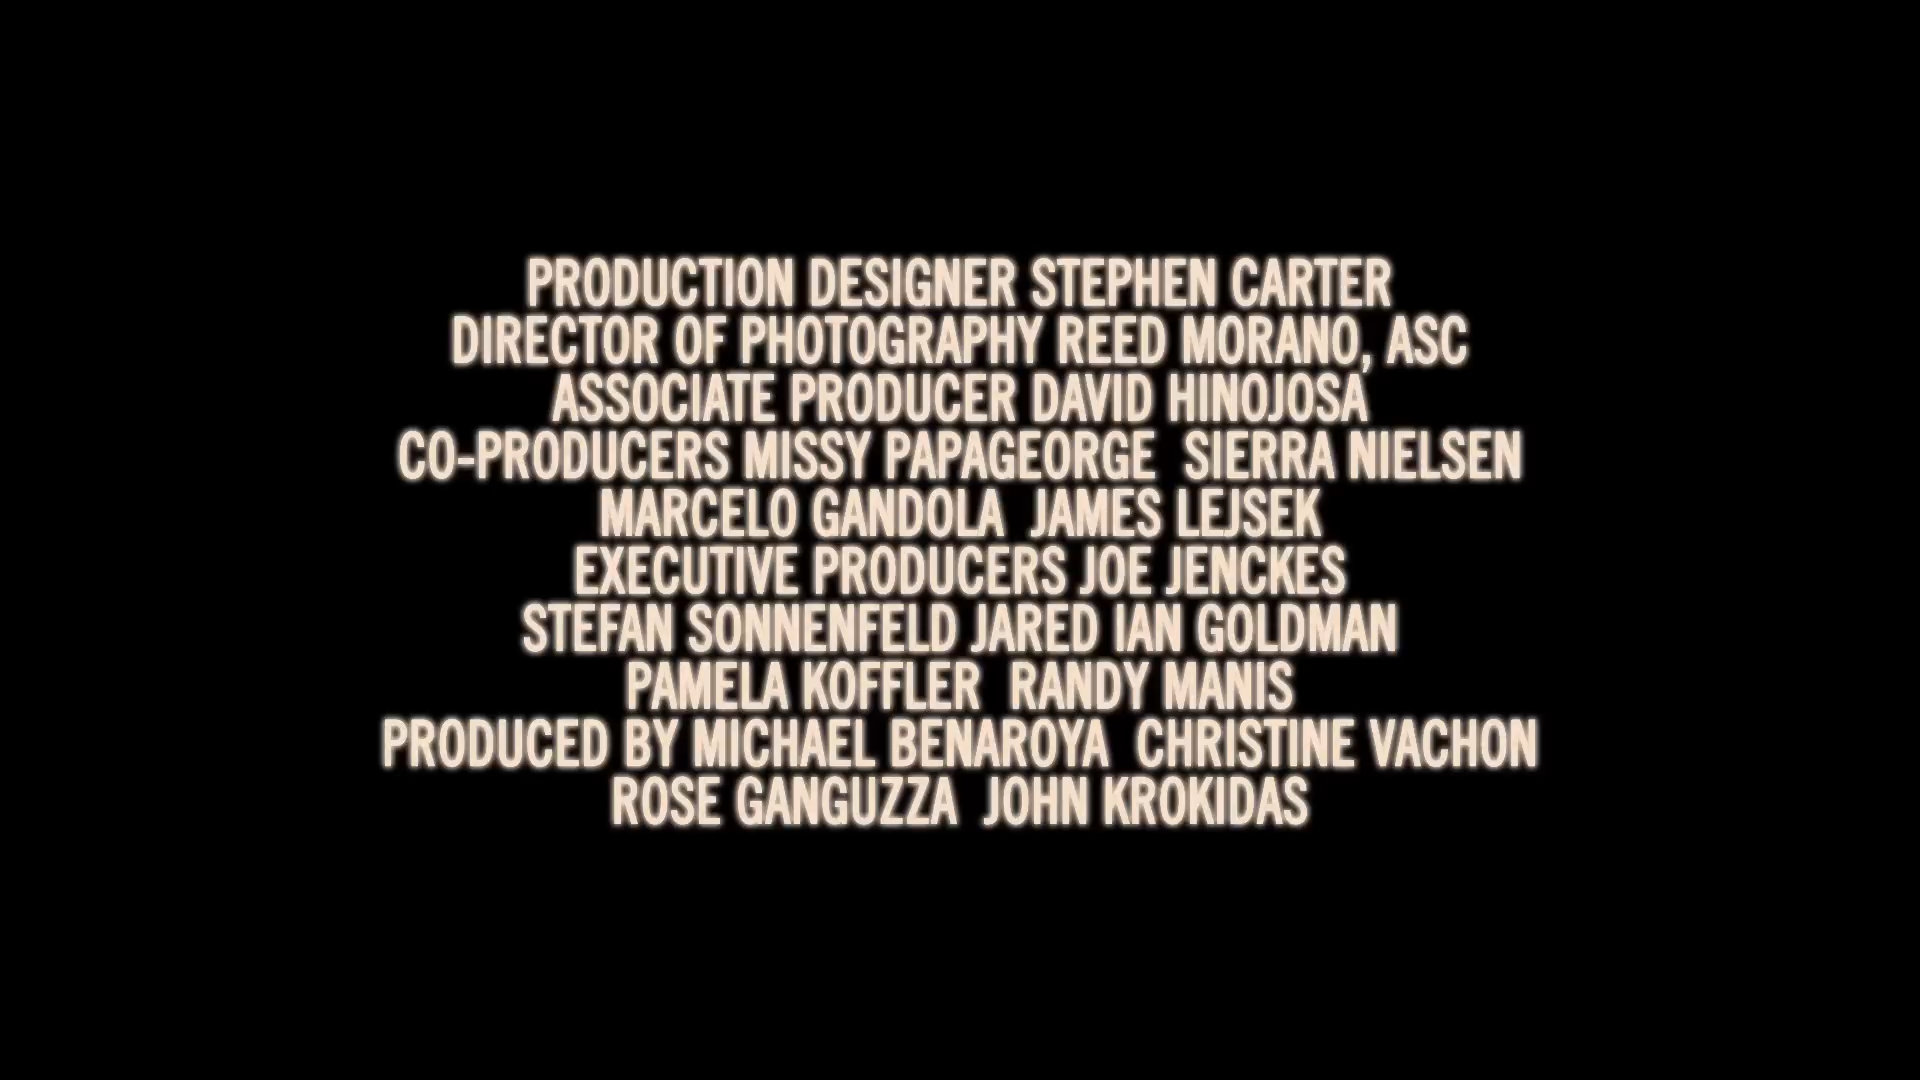 PRODUCTION DESIGNER STEPHEN CARTER
DIRECTOR OF PHOTOGRAPHY REED MORANO, ASC
ASSOCIATE PRODUCER DAVID HINOJOSA
CO-PRODUCERS MISSY PAPAGEORGE  SIERRA NIELSEN
MARCELO GANDOLA  JAMES LEJSEK
EXECUTIVE PRODUCERS JOE JENCKES
STEFAN SONNENFELD JARED IAN GOLDMAN
PAMELA KOFFLER  RANDY MANIS
PRODUCED BY MICHAEL BENAROYA  CHRISTINE VACHON
ROSE GANGUZZA  JOHN KROKIDAS